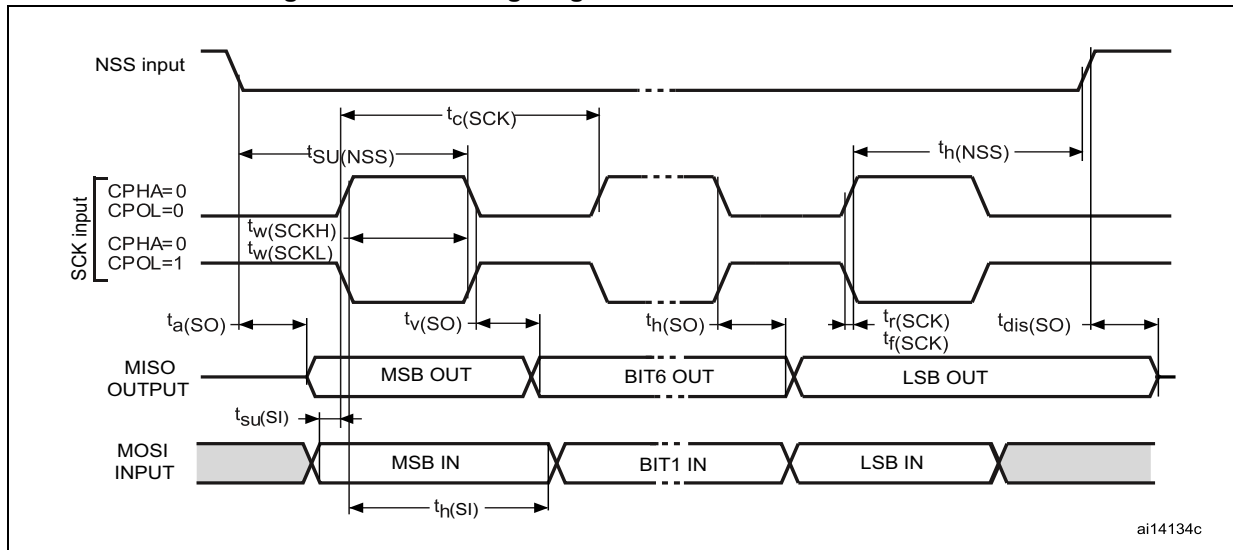 NSS input
tc(SCK)
tSU(NSS)
th(NSS)
SCK input
CPHA=0
CPOL=0
tw(SCKH)
CPHA=0
tw(SCKL)
CPOL=1
ta(SO)
tv(SO)
th(SO)
tr(SCK)
tf(SCK)
tdis(SO)
MISO
OUTPUT
MSB OUT
BIT6 OUT
LSB OUT
tsu(SI)
MOSI
INPUT
MSB IN
BIT1 IN
LSB IN
th(SI)
ai14134c